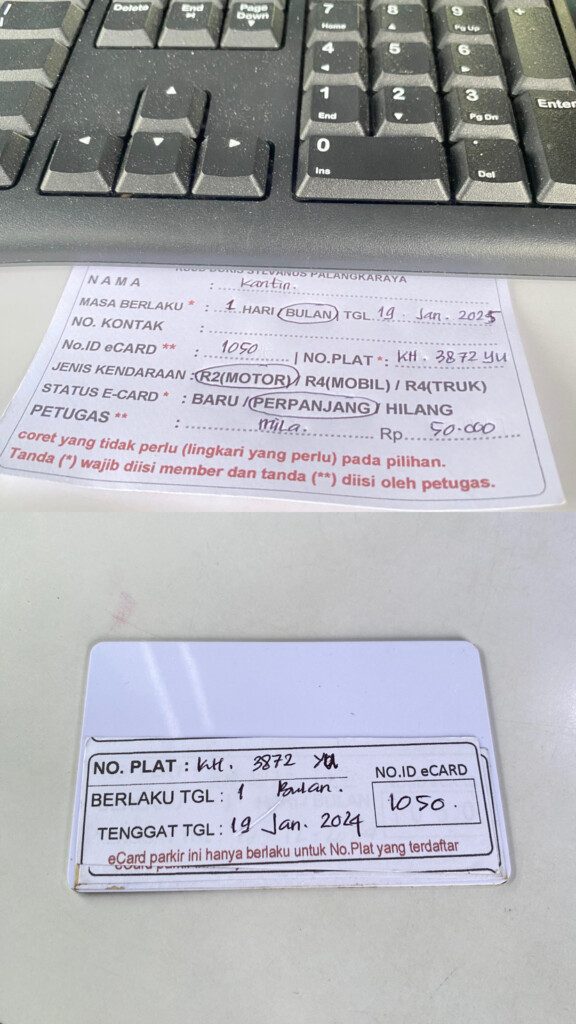 Delete End Page Down
7 Home 8 9 Pg Up +
4 5 6
1 End 2 3 Pg Dn Enter
0 Ins . Del
STEVANUS PALANGKARAYA
NAMA : Kantin.
MASA BERLAKU * : 1 HARI / BULAN TGL 19 Jan. 2025
NO. KONTAK :
No.ID eCARD ** : 1050 | NO.PLAT *: KH. 3872 YU
JENIS KENDARAAN : R2(MOTOR) / R4(MOBIL) / R4(TRUK)
STATUS E-CARD * : BARU / PERPANJANG / HILANG
PETUGAS ** : Mila. Rp. 50.000
coret yang tidak perlu (lingkari yang perlu) pada pilihan.
Tanda (*) wajib diisi member dan tanda (**) diisi oleh petugas.
NO. PLAT : KH. 3872 YU
NO.ID eCARD
BERLAKU TGL : 1 Bulan.
1050.
TENGGAT TGL : 19 Jan. 2024
eCard parkir ini hanya berlaku untuk No.Plat yang terdaftar